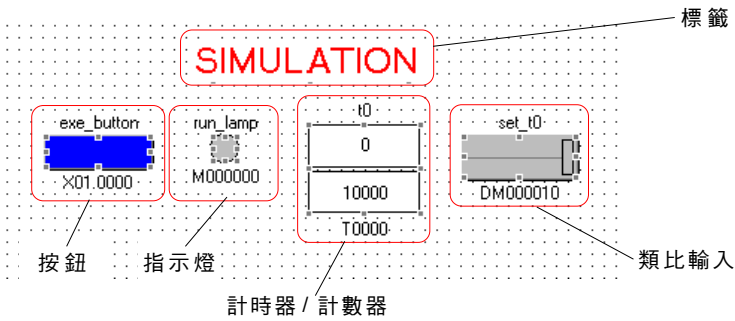 標籤
SIMULATION
exe_button
run_lamp
t0
set_t0
0
X01.0000
M000000
10000
DM000010
T0000
按鈕
指示燈
類比輸入
計時器/計數器